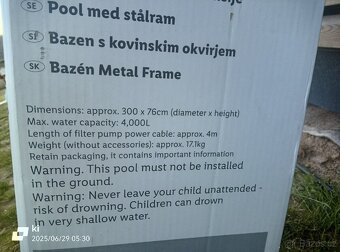 SE Pool med stålram
SI Bazen s kovinskim okvirjem
SK Bazén Metal Frame
Dimensions: approx. 300 x 76cm (diameter x height)
Max. water capacity: 4,000L
Length of filter pump power cable: approx. 4m
Weight (without accessories): approx. 17.1kg
Retain packaging, it contains important information
Warning. This pool must not be installed
in the ground.
Warning: Never leave your child unattended -
risk of drowning. Children can drown
in very shallow water.
ki
2025/06/29 05:30